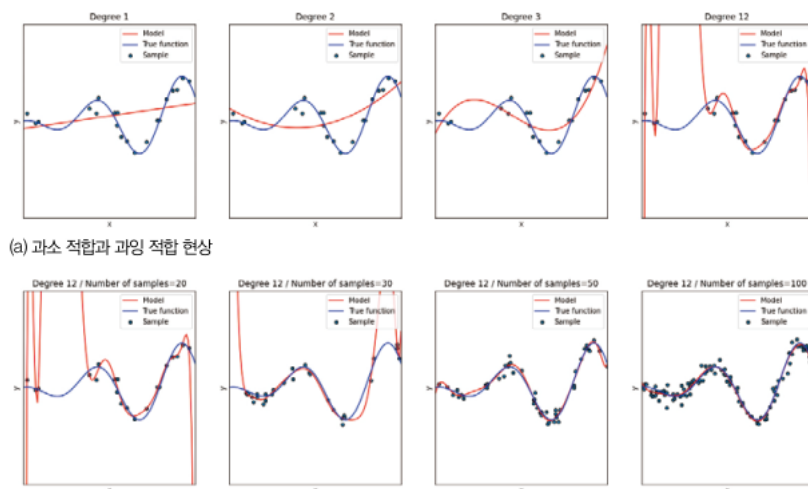 Degree 1
Degree 2
Degree 3
Degree 12
Model
True function
Sample
Model
True function
Sample
Model
True function
Sample
Model
True function
Sample
y
y
y
y
x
x
x
x
(a) 과소 적합과 과잉 적합 현상
Degree 12 / Number of samples=20
Degree 12 / Number of samples=30
Degree 12 / Number of samples=50
Degree 12 / Number of samples=100
Model
True function
Sample
Model
True function
Sample
Model
True function
Sample
Model
True function
Sample
y
y
y
y